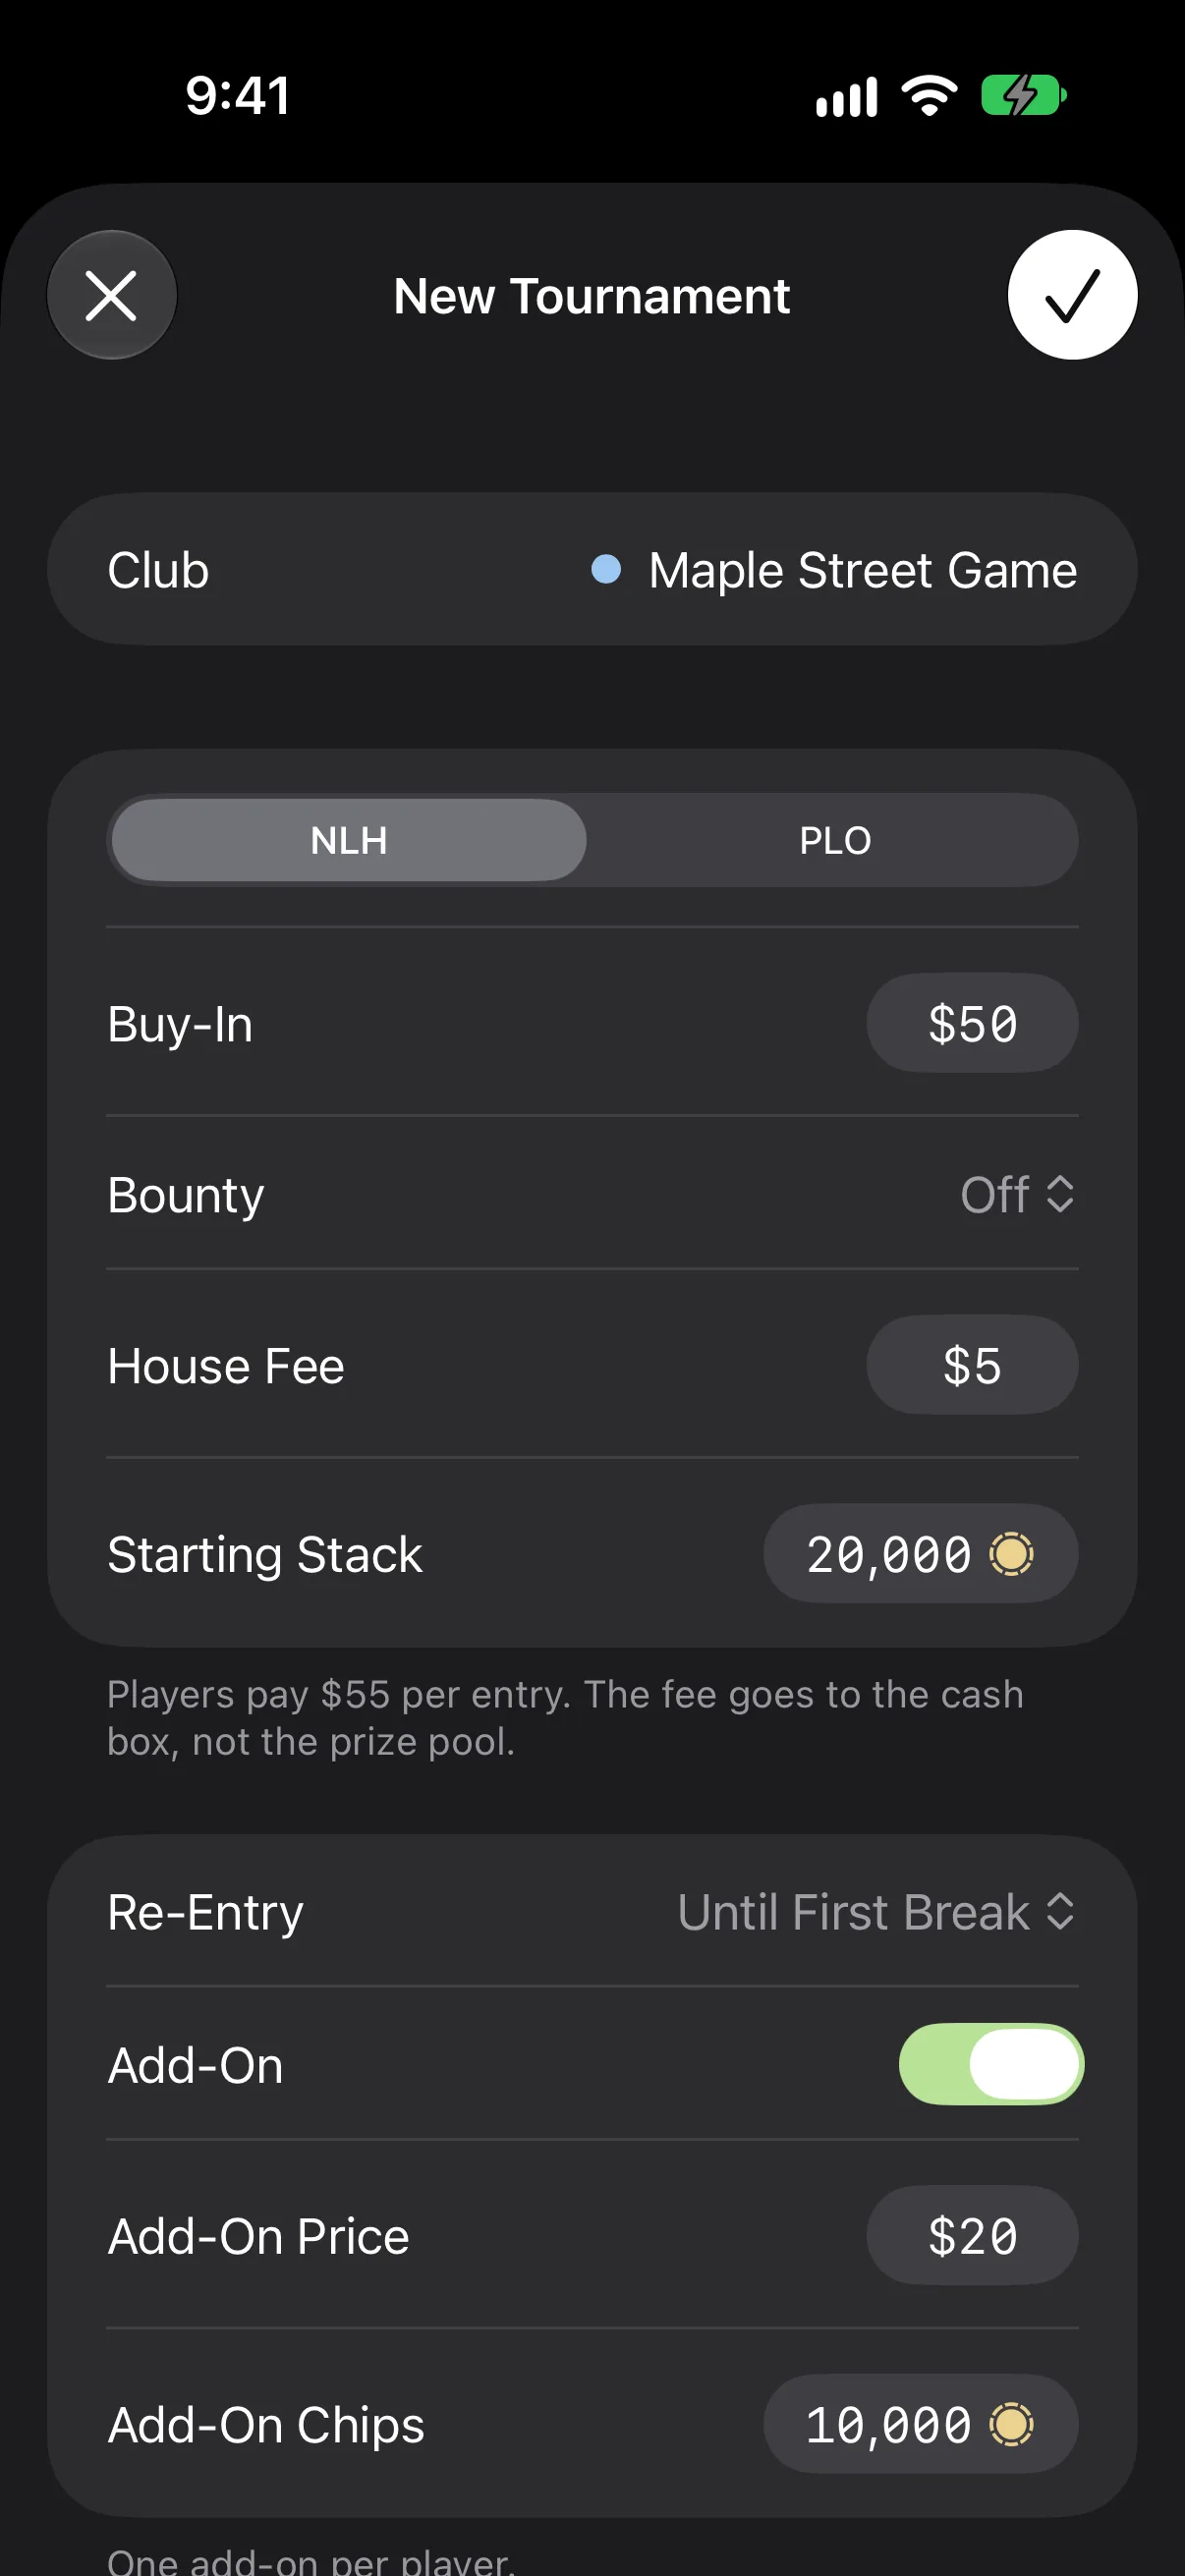 9:41
New Tournament
Club
Maple Street Game
NLH
PLO
Buy-In
$50
Bounty
Off
House Fee
$5
Starting Stack
20,000
Players pay $55 per entry. The fee goes to the cash
box, not the prize pool.
Re-Entry
Until First Break
Add-On
Add-On Price
$20
Add-On Chips
10,000
One add-on per player.